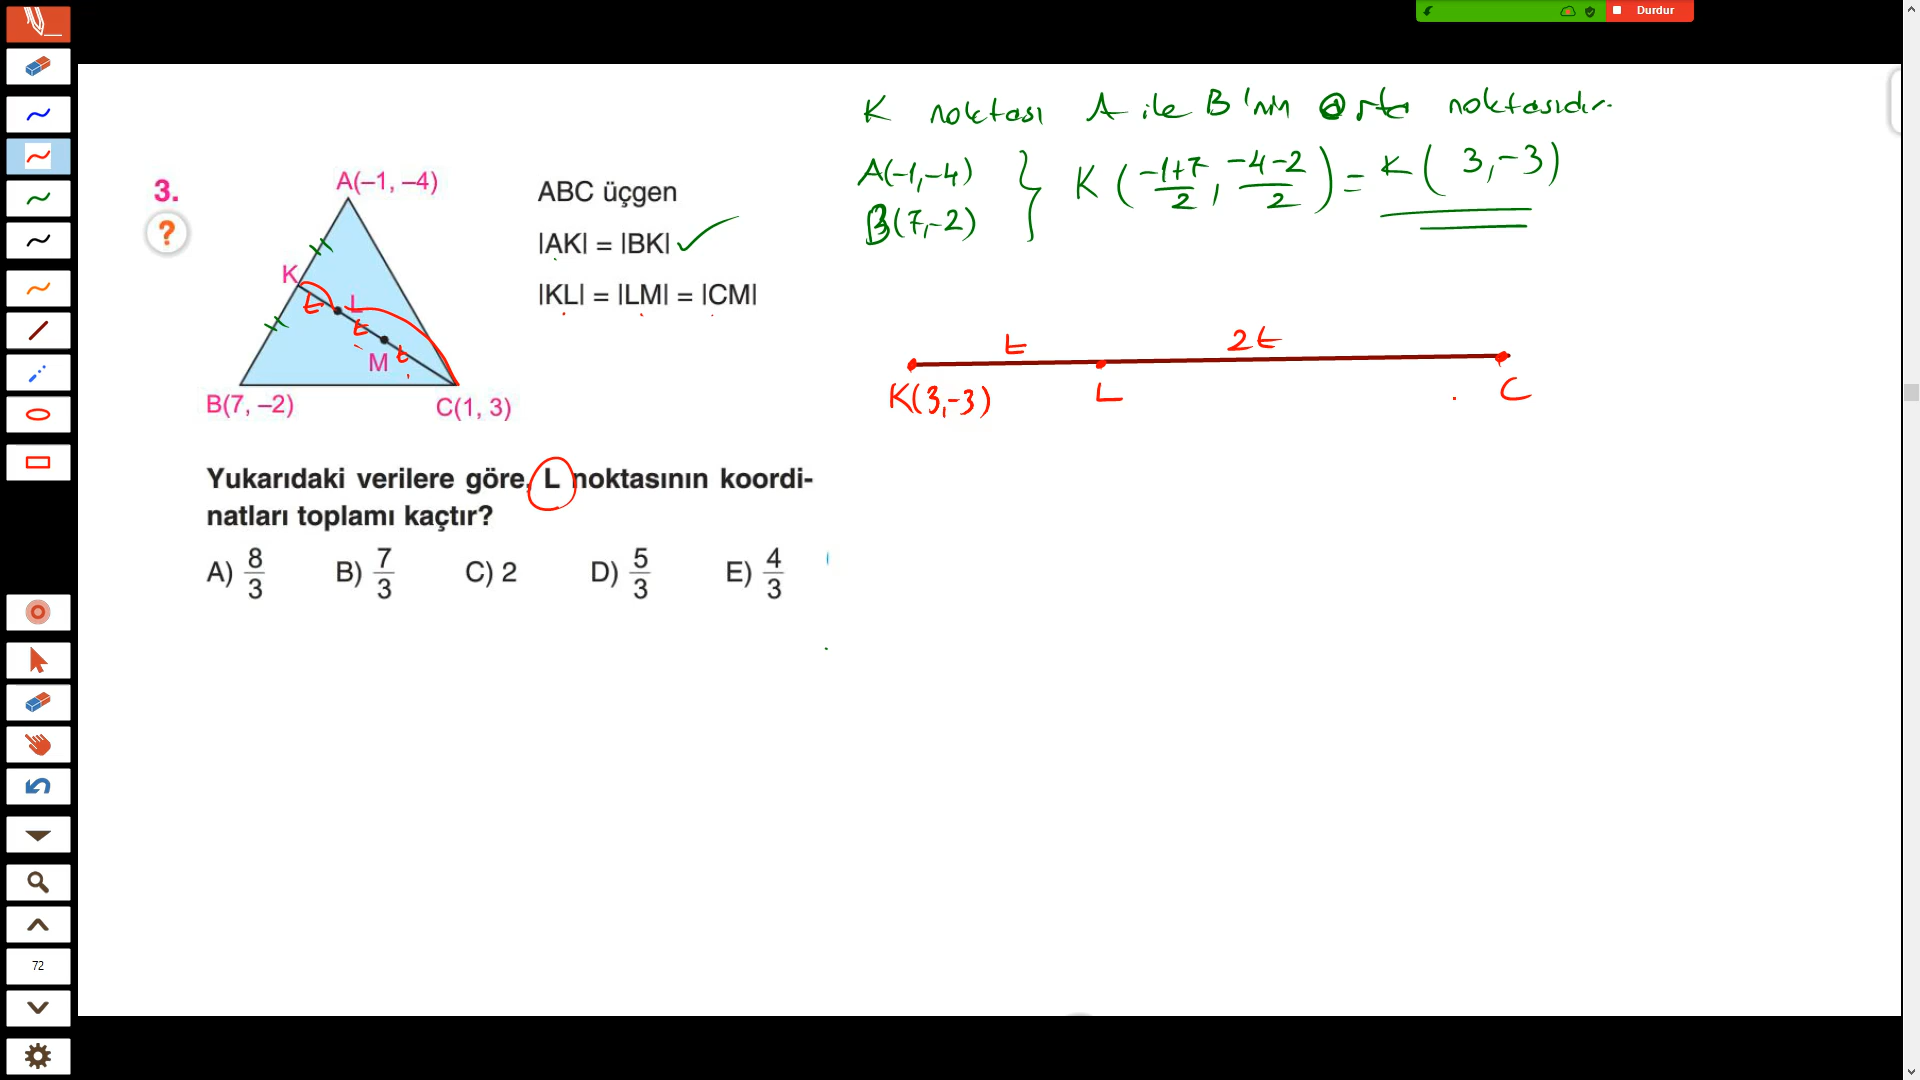 Durdur
K noktası A ile B'nin orta noktasıdır.
A(-1,-4)
B(7,-2)
K(-1+7/2, -4-2/2) = K(3,-3)
3.
?
A(–1, –4)
K
L
M
t
t
t
B(7, –2)
C(1, 3)
ABC üçgen
|AK| = |BK| ✓
|KL| = |LM| = |CM|
t
2t
K(3,-3)
L
C
Yukarıdaki verilere göre, L noktasının koordi-
natları toplamı kaçtır?
A) 8/3 B) 7/3 C) 2 D) 5/3 E) 4/3
72